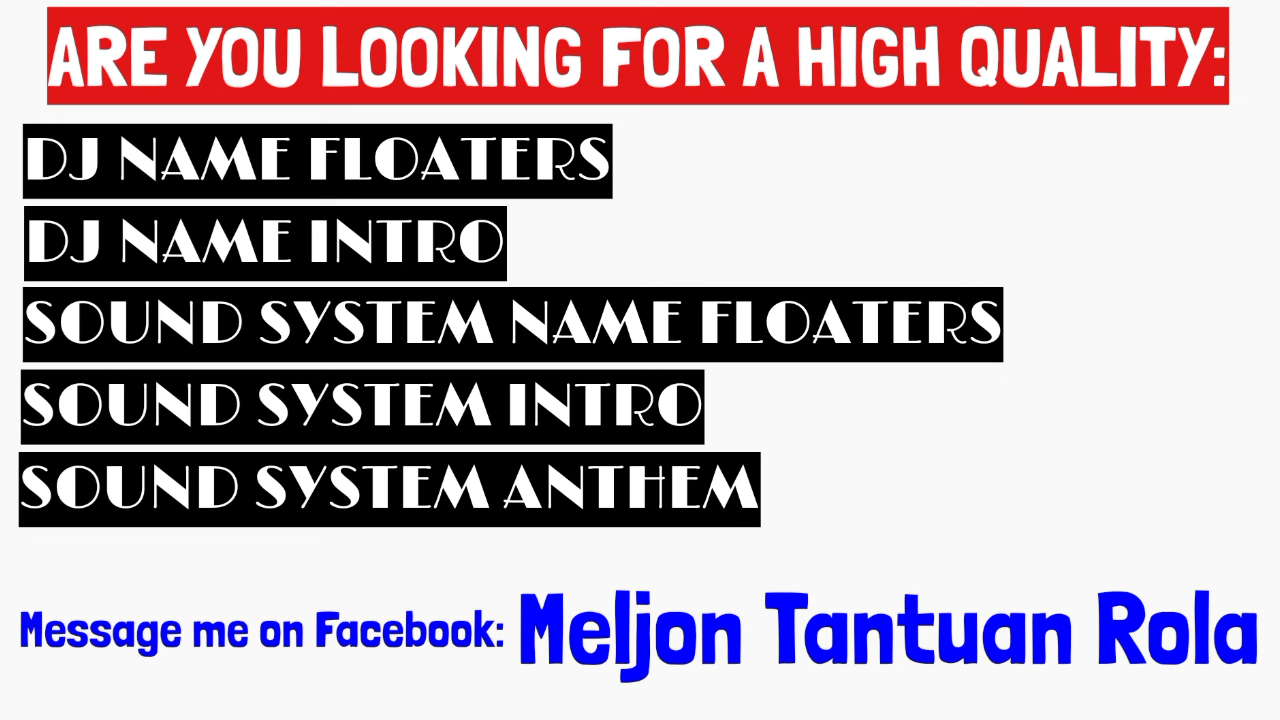 ARE YOU LOOKING FOR A HIGH QUALITY:
DJ NAME FLOATERS
DJ NAME INTRO
SOUND SYSTEM NAME FLOATERS
SOUND SYSTEM INTRO
SOUND SYSTEM ANTHEM
Message me on Facebook: Meljon Tantuan Rola